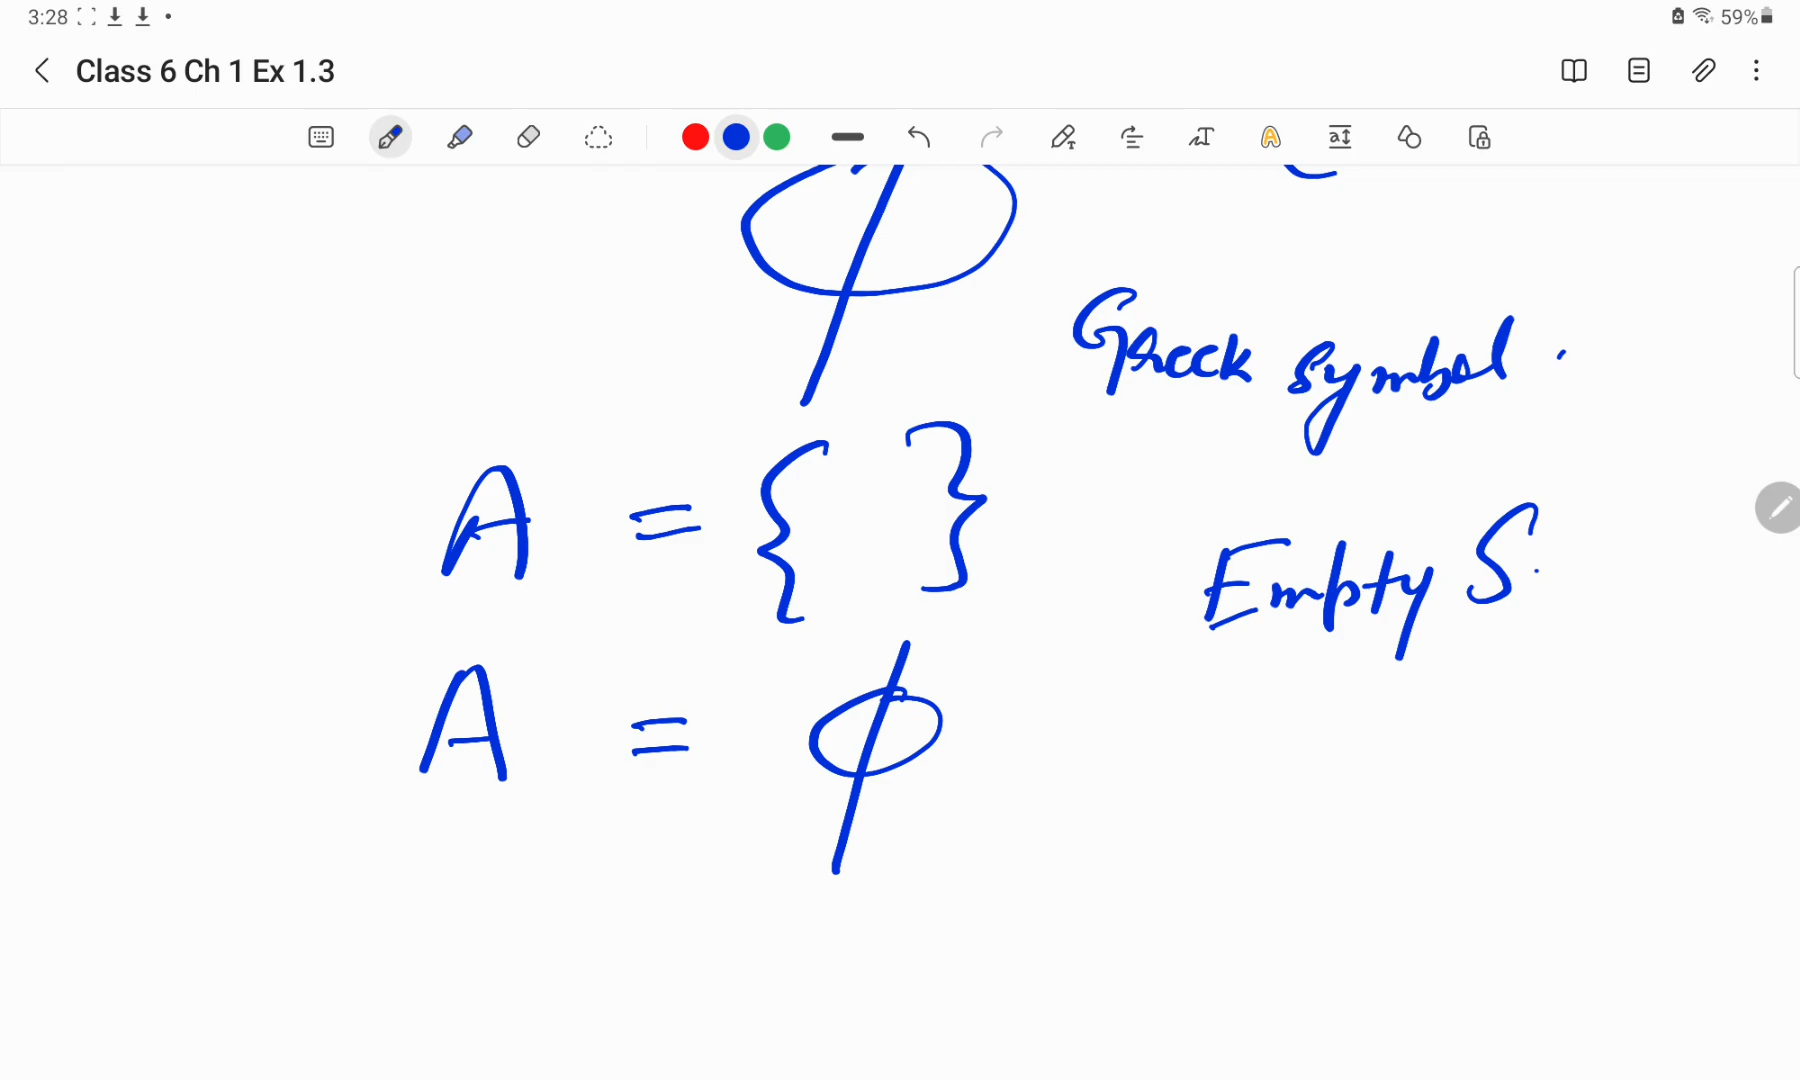 3:28 59%
Class 6 Ch 1 Ex 1.3
ϕ
Greek symbol .
A = { }
Empty S
A = ϕ